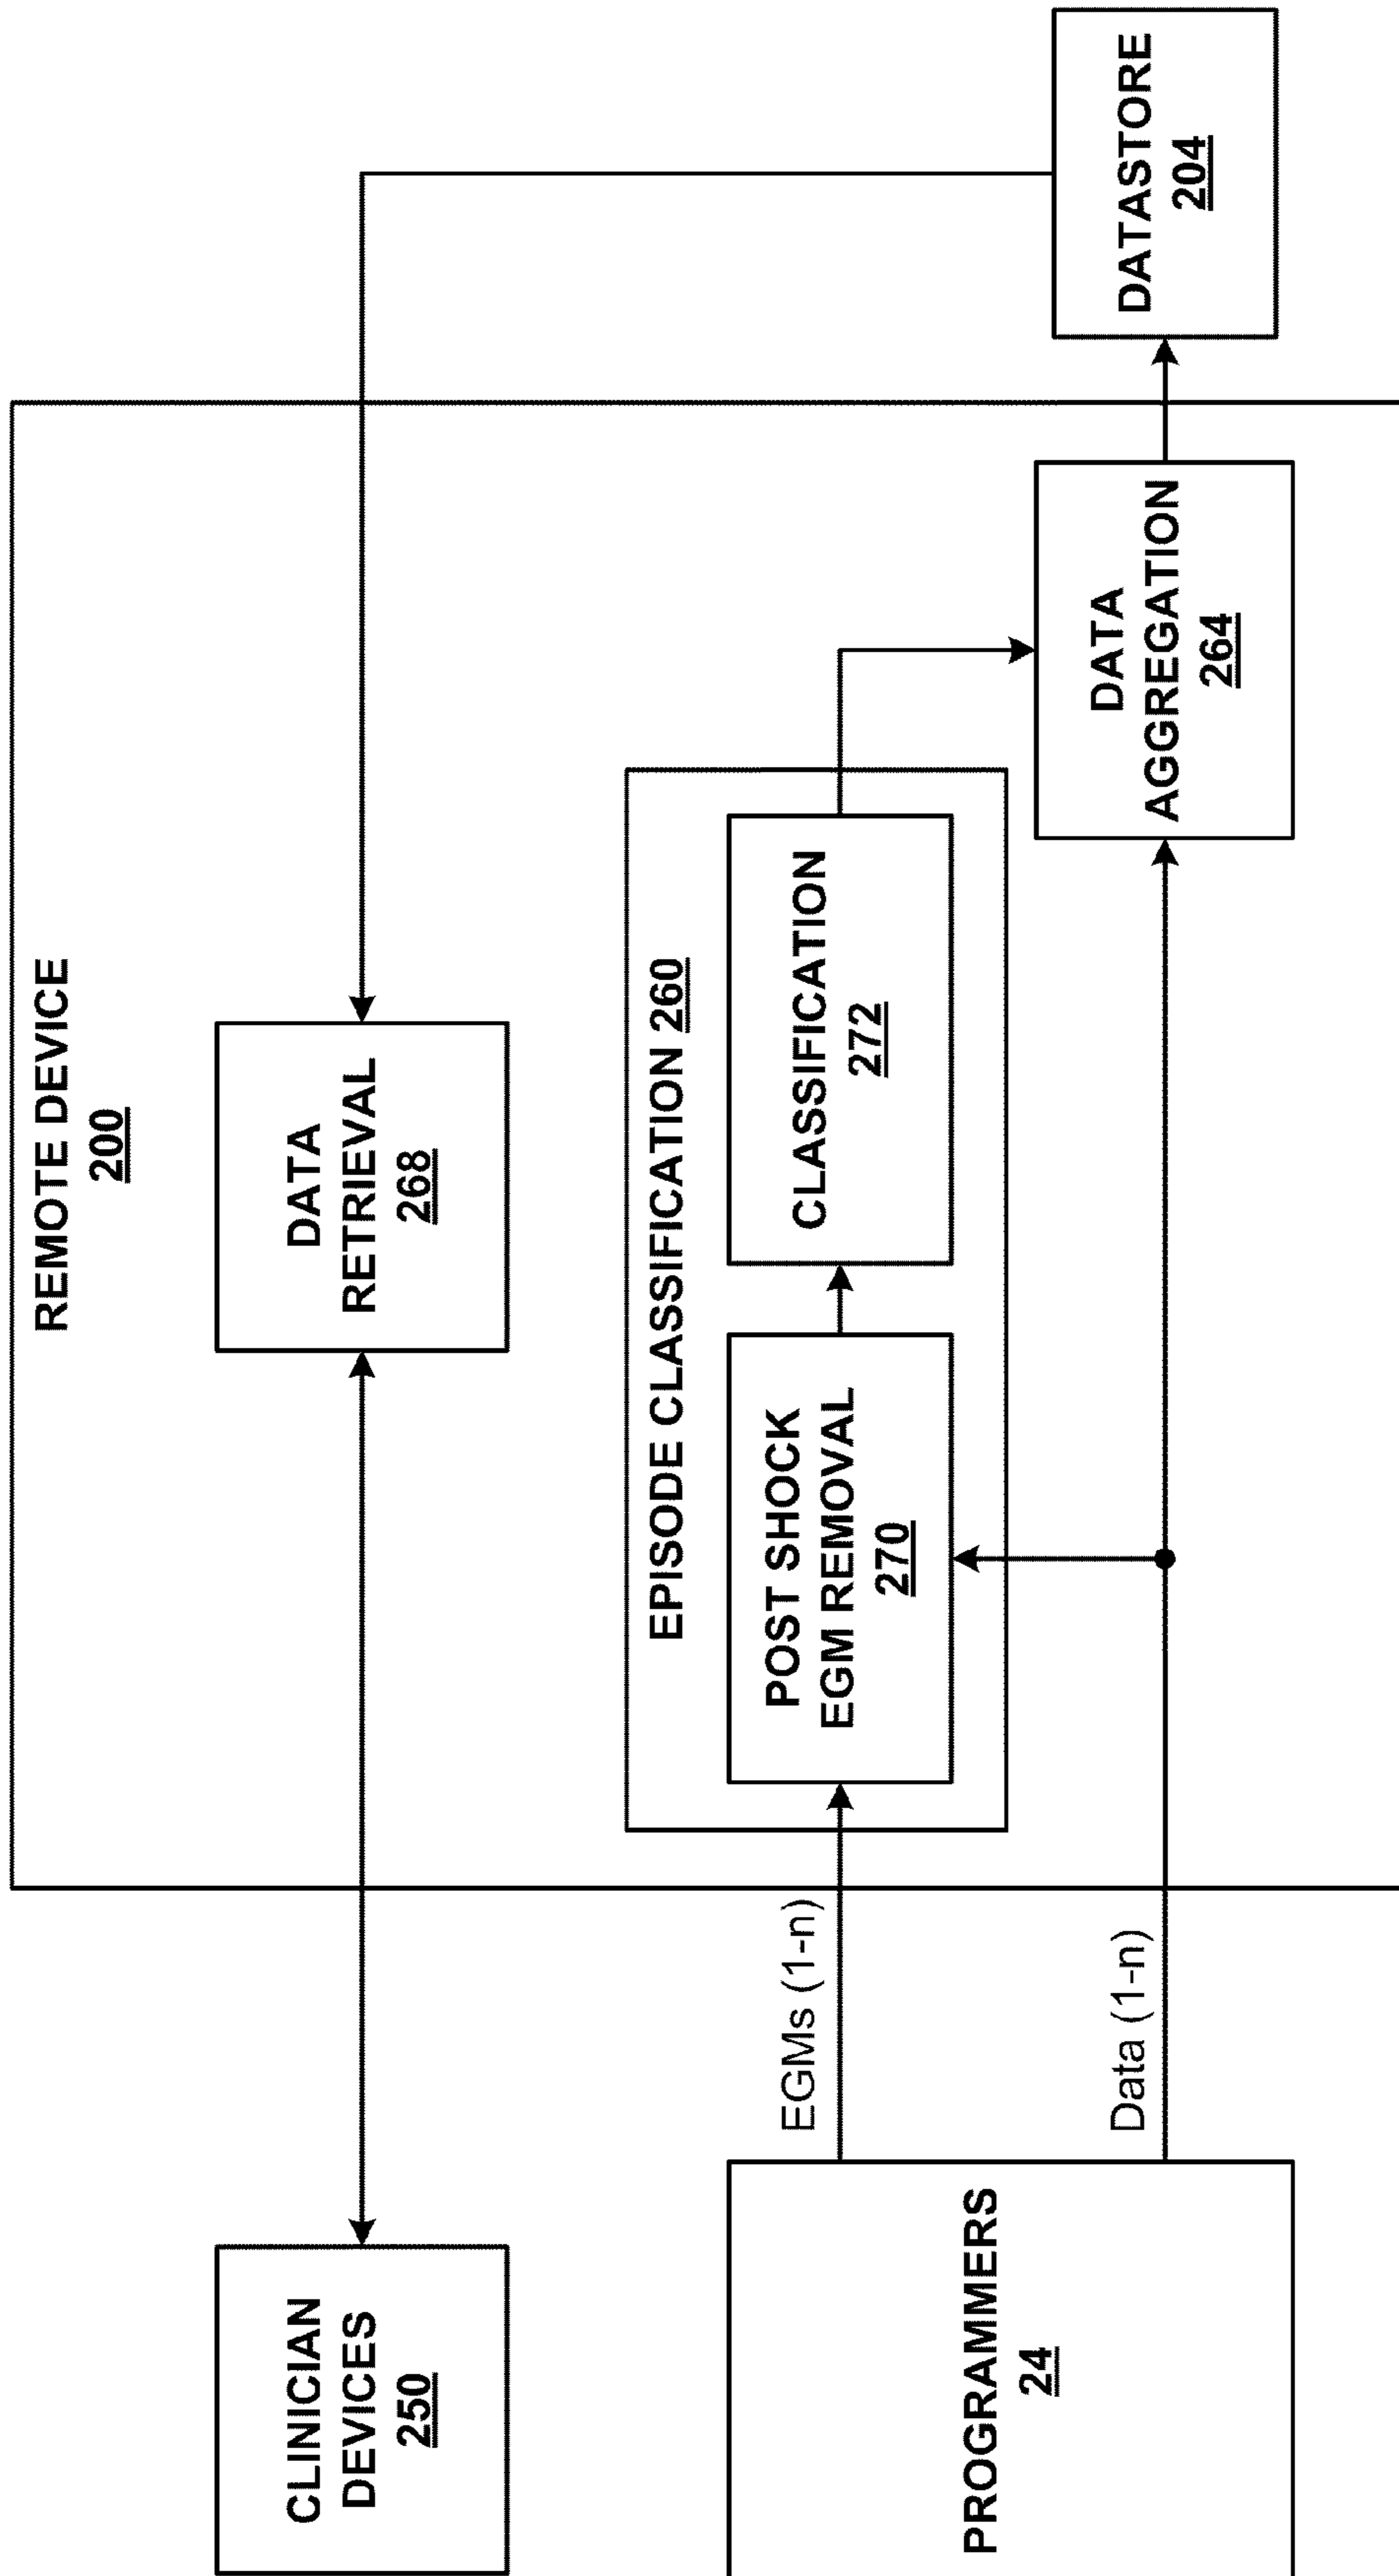 REMOTE DEVICE
200
CLINICIAN
DEVICES
250
DATA
RETRIEVAL
268
EPISODE CLASSIFICATION 260
POST SHOCK
EGM REMOVAL
270
CLASSIFICATION
272
EGMs (1-n)
PROGRAMMERS
24
Data (1-n)
DATA
AGGREGATION
264
DATASTORE
204